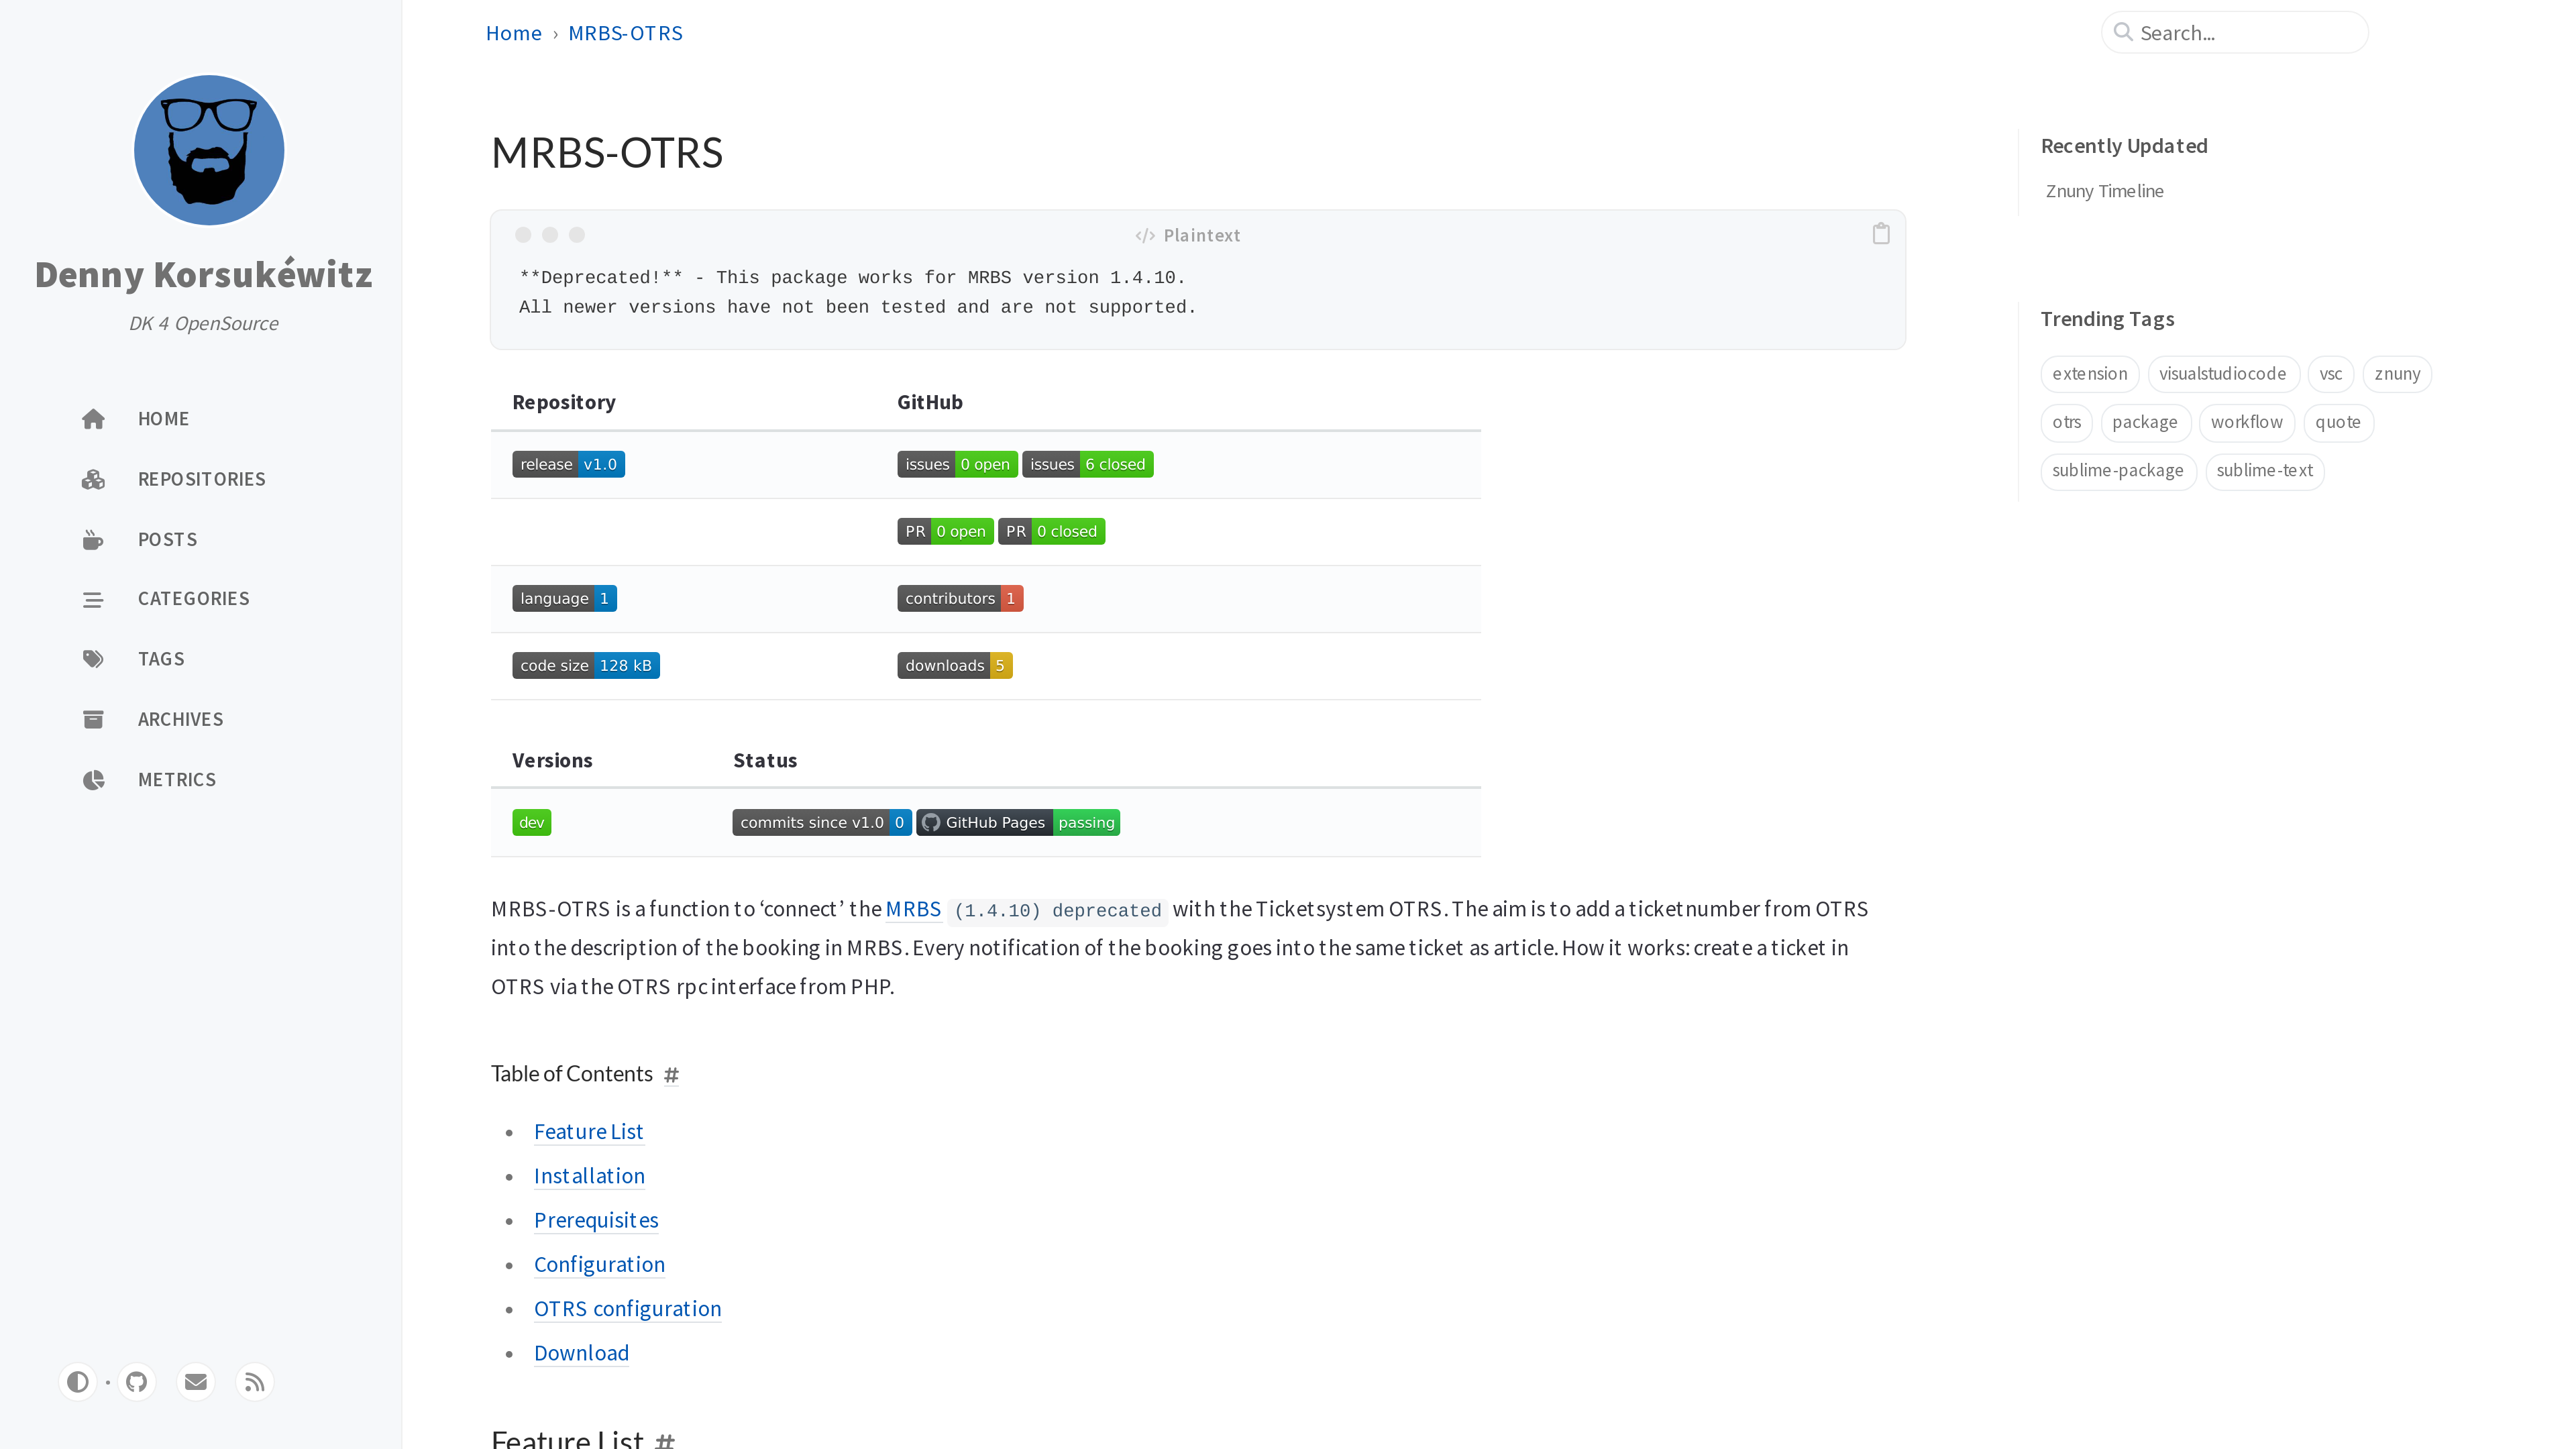 Home › MRBS-OTRS
Search...
Denny Korsukéwitz
DK 4 OpenSource
HOME
REPOSITORIES
POSTS
CATEGORIES
TAGS
ARCHIVES
METRICS
MRBS-OTRS
Plaintext
**Deprecated!** - This package works for MRBS version 1.4.10.
All newer versions have not been tested and are not supported.
Repository GitHub
release v1.0 issues 0 open issues 6 closed
PR 0 open PR 0 closed
language 1 contributors 1
code size 128 kB downloads 5
Versions Status
dev commits since v1.0 0 GitHub Pages passing
MRBS-OTRS is a function to ‘connect’ the MRBS (1.4.10) deprecated with the Ticketsystem OTRS. The aim is to add a ticketnumber from OTRS
into the description of the booking in MRBS. Every notification of the booking goes into the same ticket as article. How it works: create a ticket in
OTRS via the OTRS rpc interface from PHP.
Table of Contents #
Feature List
Installation
Prerequisites
Configuration
OTRS configuration
Download
Feature List #
Recently Updated
Znuny Timeline
Trending Tags
extension visualstudiocode vsc znuny
otrs package workflow quote
sublime-package sublime-text